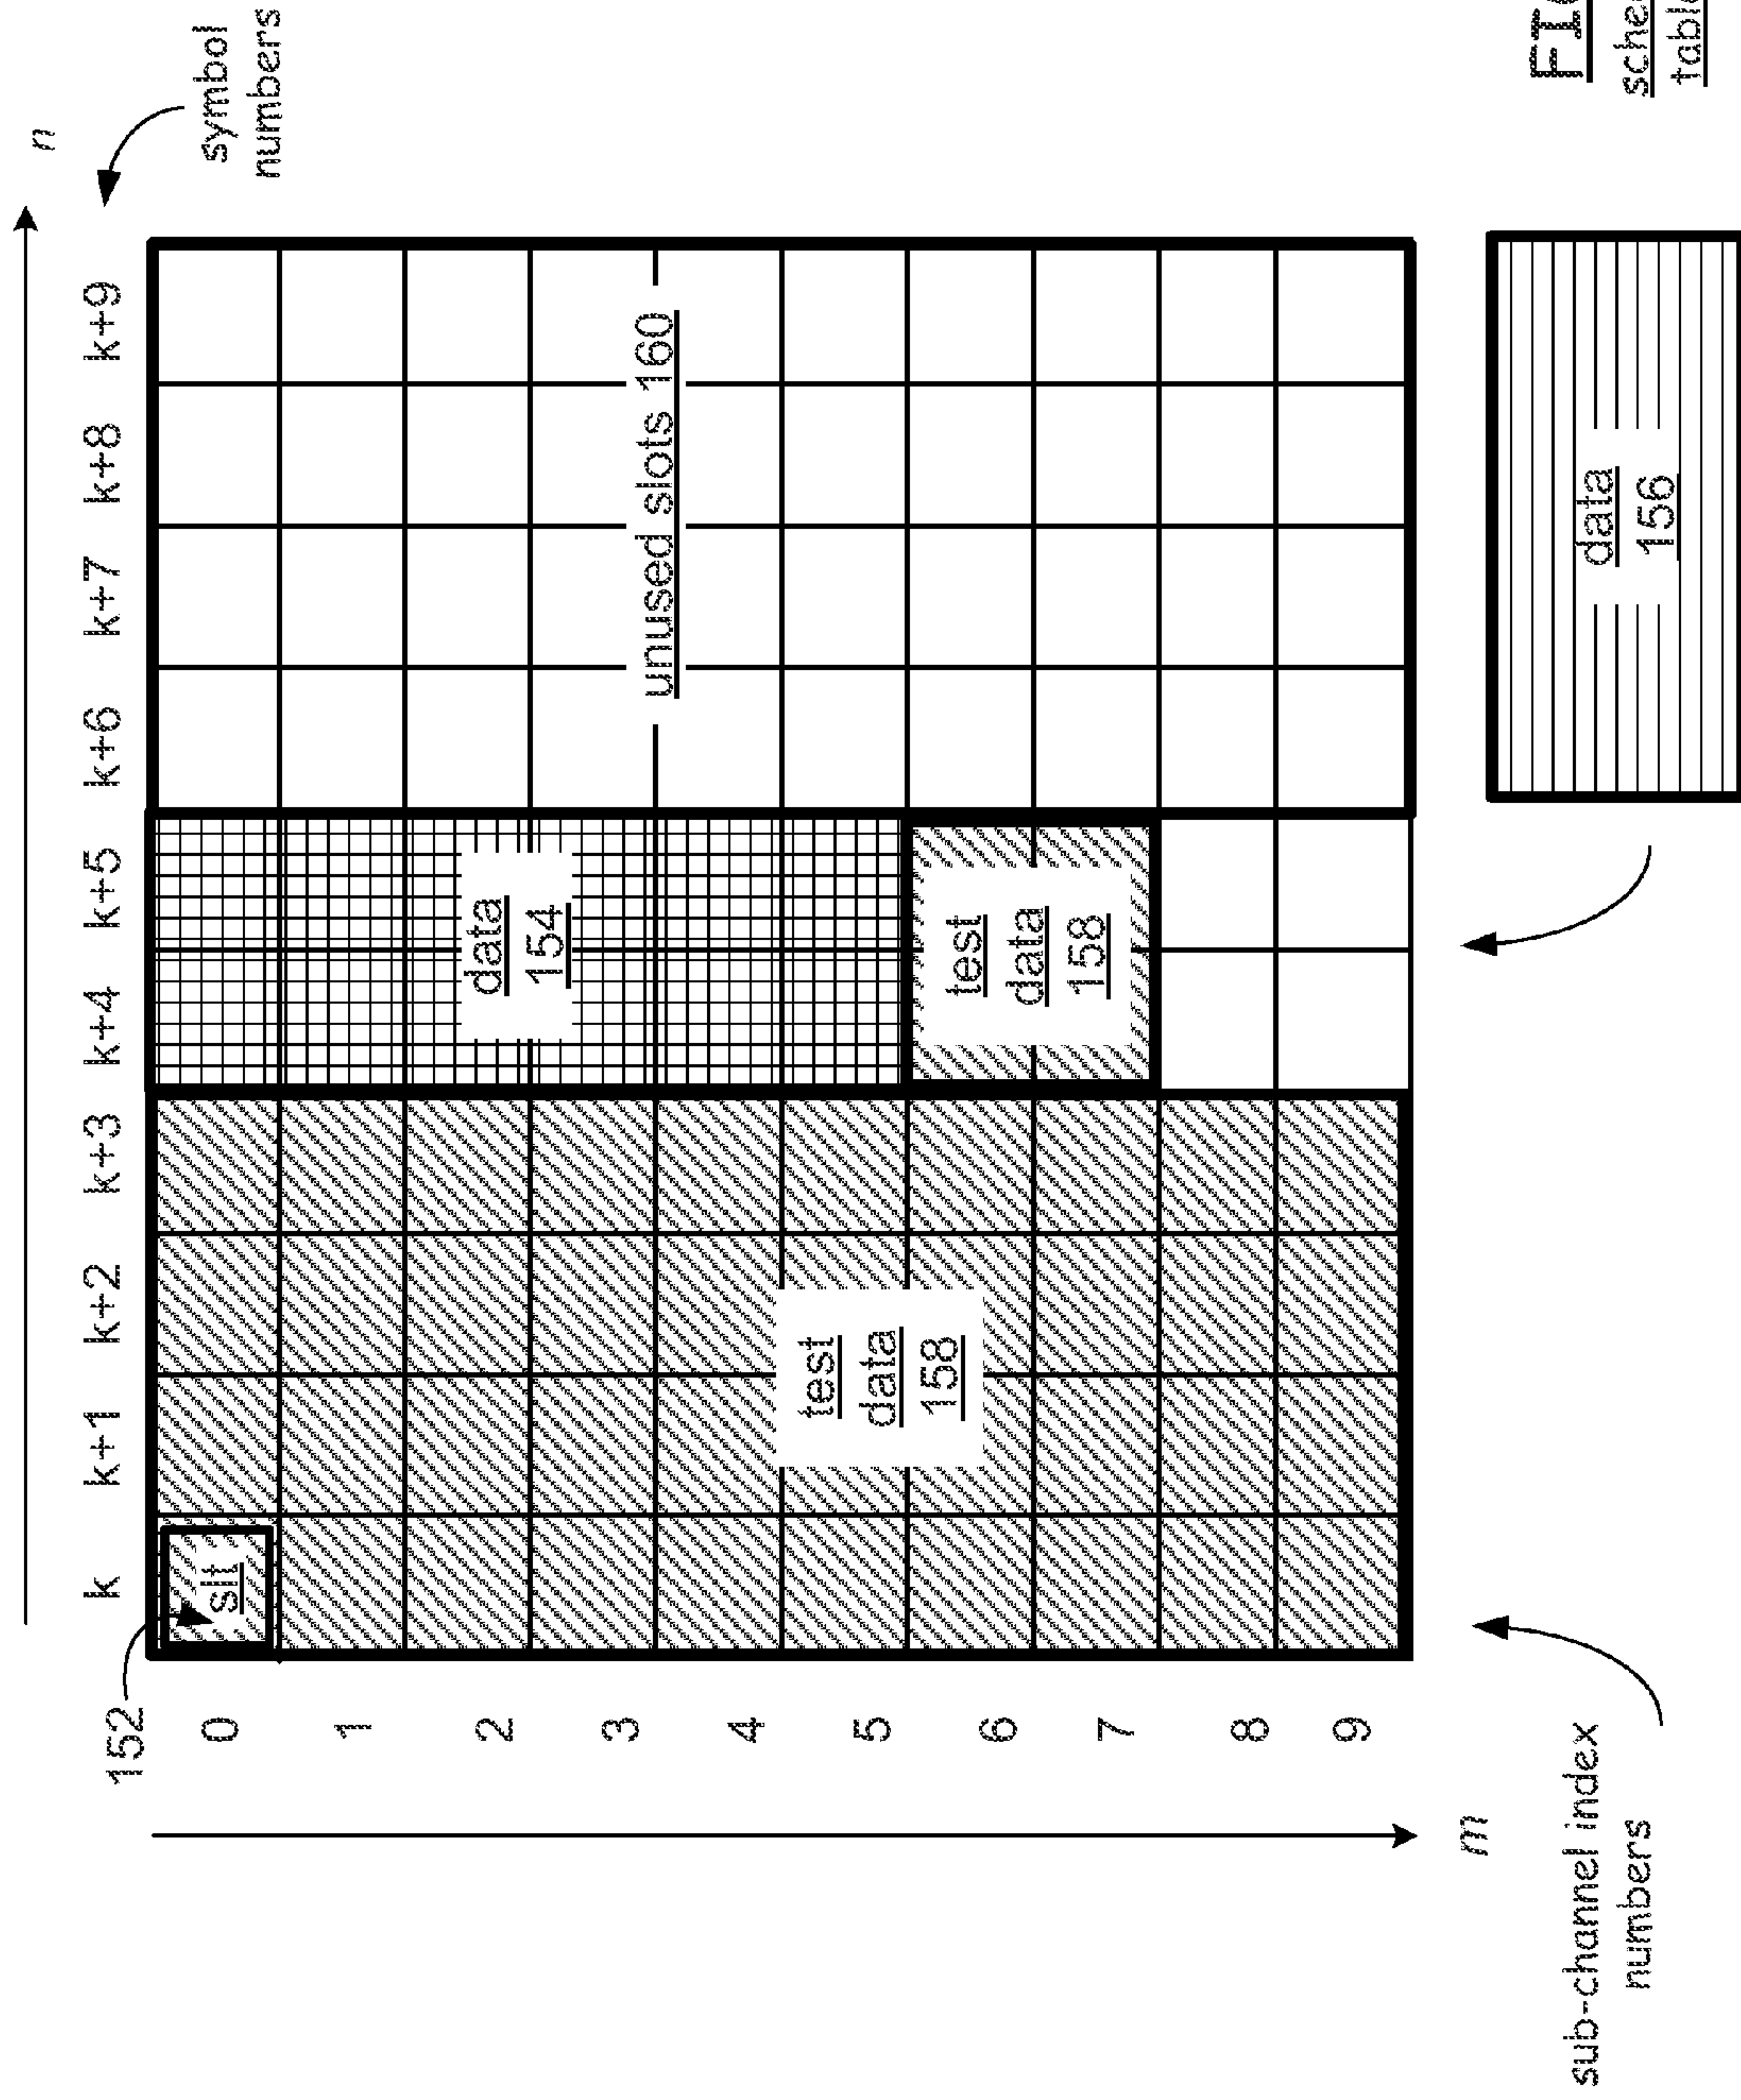 n
symbol
numbers
k k+1 k+2 k+3 k+4 k+5 k+6 k+7 k+8 k+9
152
0
slt
1
2
data
154
3
unused slots 160
4
5
test
data
158
6
test
data
158
7
8
9
m
sub-channel index
numbers
data
156